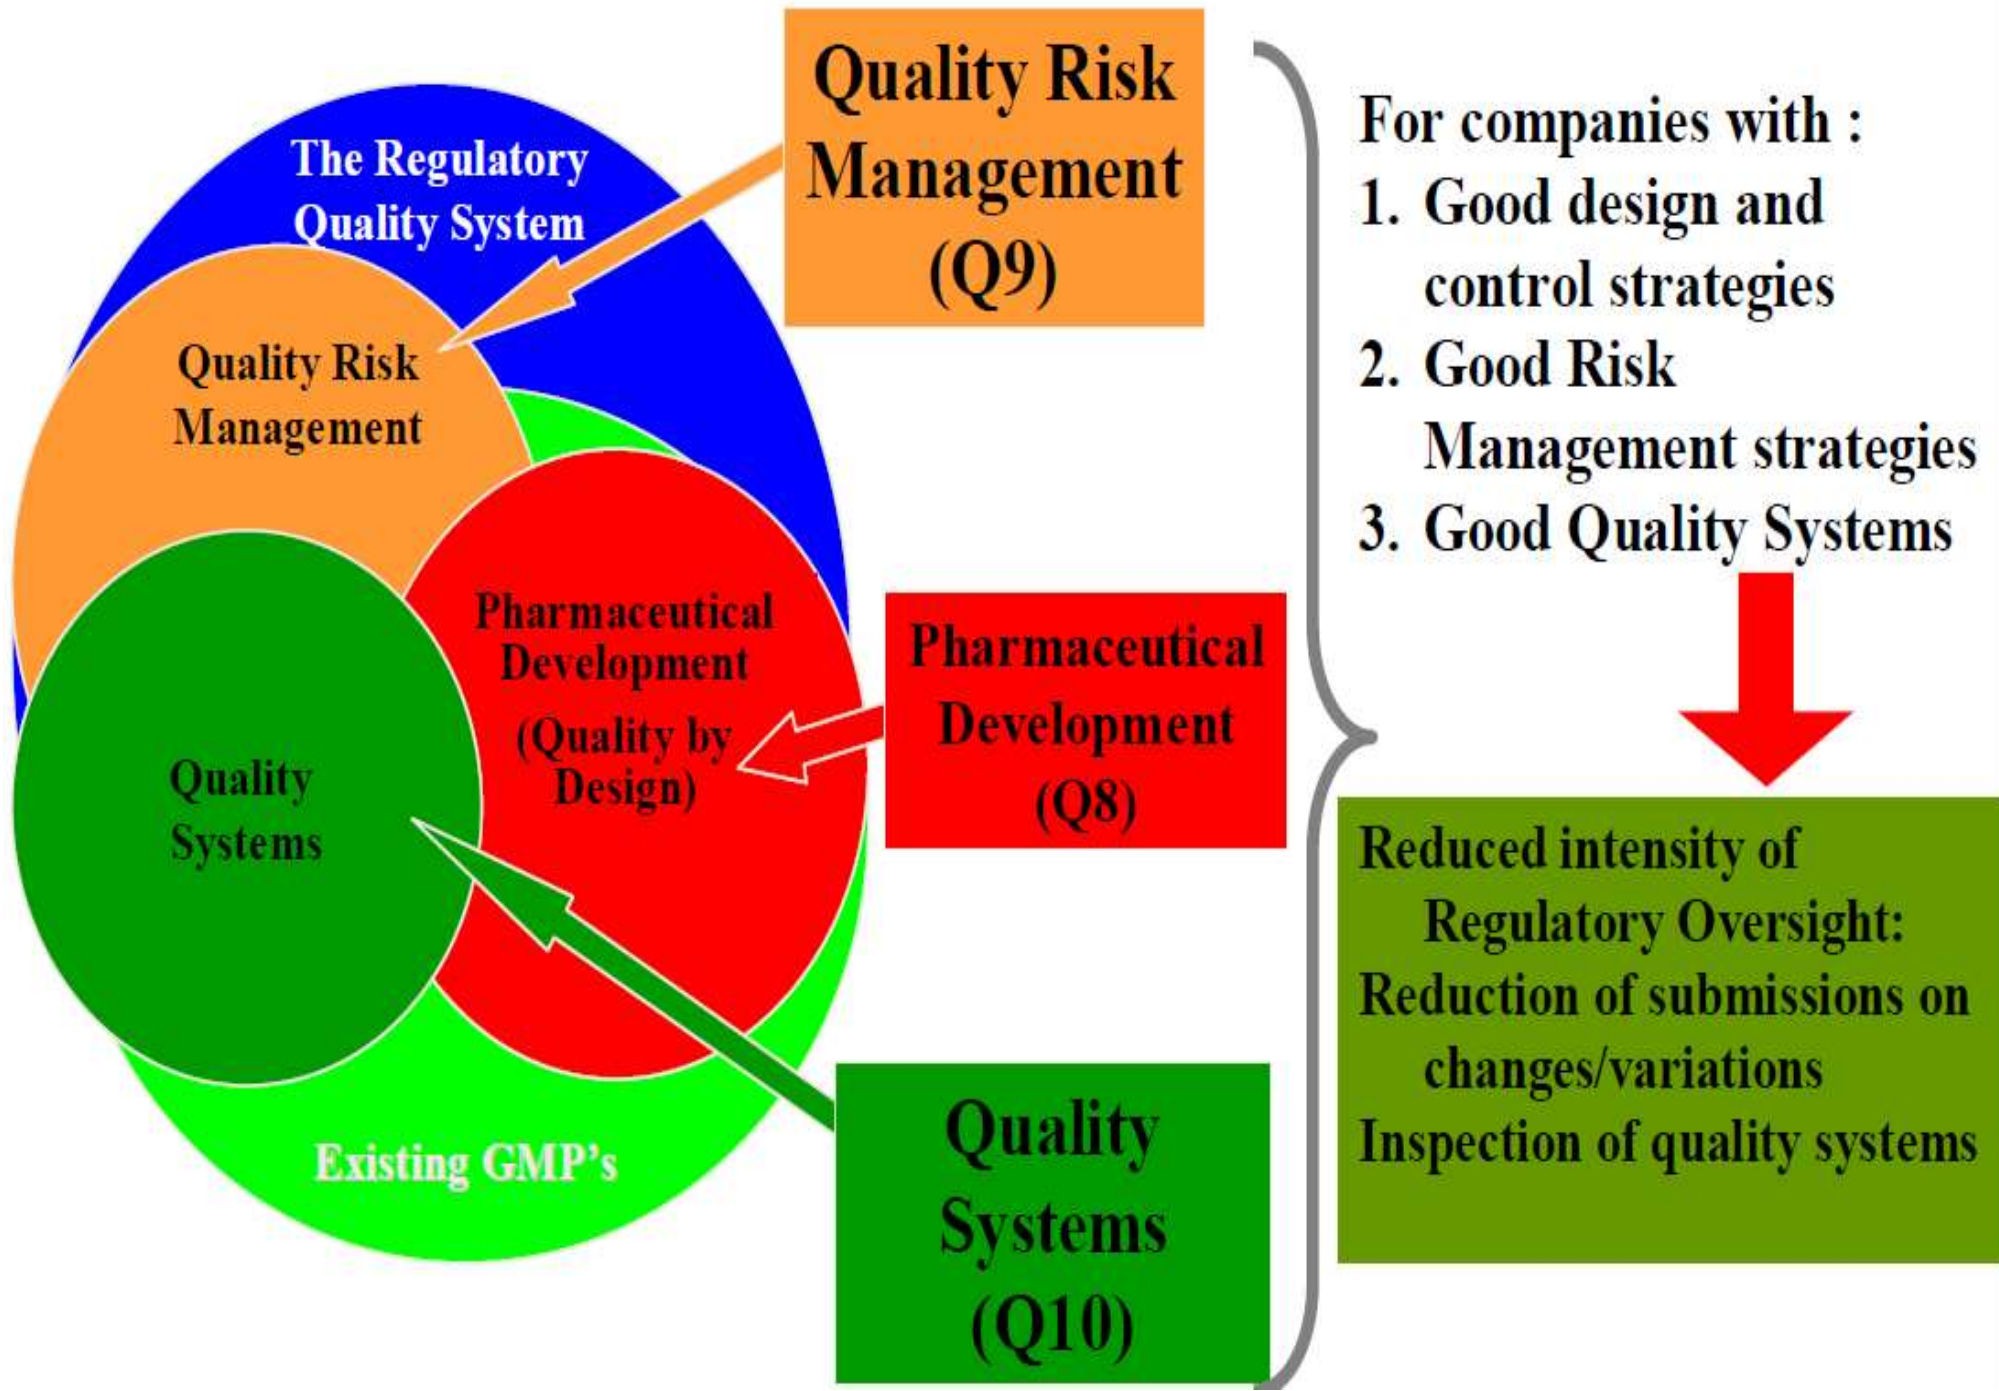 The Regulatory
Quality System
Quality Risk
Management
Pharmaceutical
Development
(Quality by
Design)
Quality
Systems
Existing GMP's
Quality Risk
Management
(Q9)
Pharmaceutical
Development
(Q8)
Quality
Systems
(Q10)
For companies with :
1. Good design and
control strategies
2. Good Risk
Management strategies
3. Good Quality Systems
Reduced intensity of
Regulatory Oversight:
Reduction of submissions on
changes/variations
Inspection of quality systems